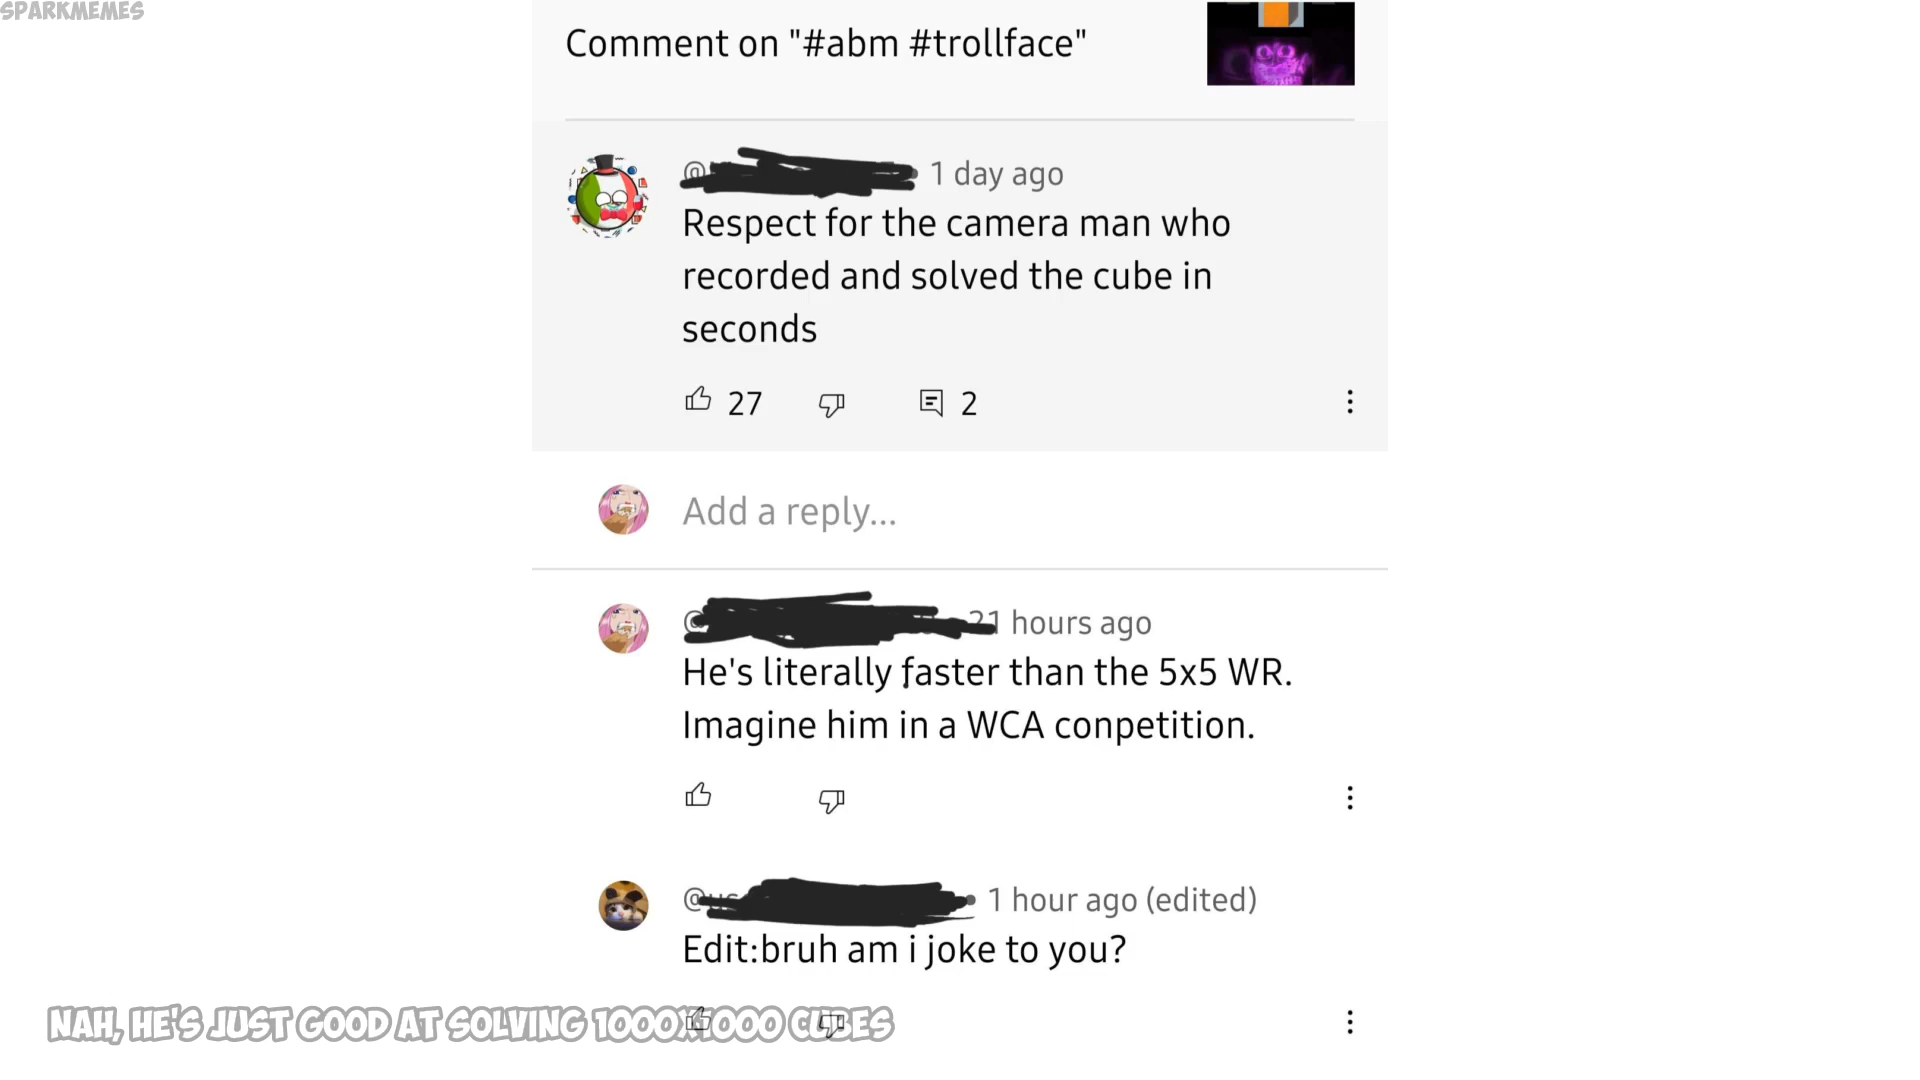 SPARKMEMES
Comment on "#abm #trollface"
@ 1 day ago
Respect for the camera man who
recorded and solved the cube in
seconds
27 2
Add a reply...
21 hours ago
He's literally faster than the 5x5 WR.
Imagine him in a WCA conpetition.
@ 1 hour ago (edited)
Edit:bruh am i joke to you?
NAH, HE'S JUST GOOD AT SOLVING 1000X1000 CUBES